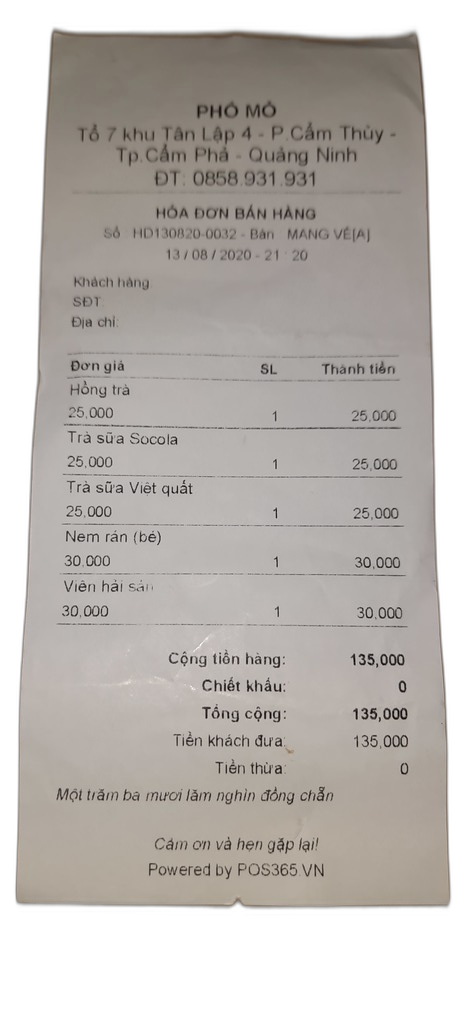 PHÔ MÔ
Tổ 7 khu Tân Lập 4 - P.Cẩm Thủy -
Tp.Cẩm Phả - Quảng Ninh
ĐT: 0858.931.931
HÓA ĐƠN BÁN HÀNG
Số HD130820-0032 - Bàn MANG VỀ[A]
13 / 08 / 2020 - 21 : 20
Khách hàng
SĐT:
Địa chỉ:
Đơn giá SL Thành tiền
Hồng trà
25,000 1 25,000
Trà sữa Socola
25,000 1 25,000
Trà sữa Việt quất
25,000 1 25,000
Nem rán (bé)
30,000 1 30,000
Viên hải sản
30,000 1 30,000
Cộng tiền hàng: 135,000
Chiết khấu: 0
Tổng cộng: 135,000
Tiền khách đưa: 135,000
Tiền thừa: 0
Một trăm ba mươi lăm nghìn đồng chẵn
Cảm ơn và hẹn gặp lại!
Powered by POS365.VN